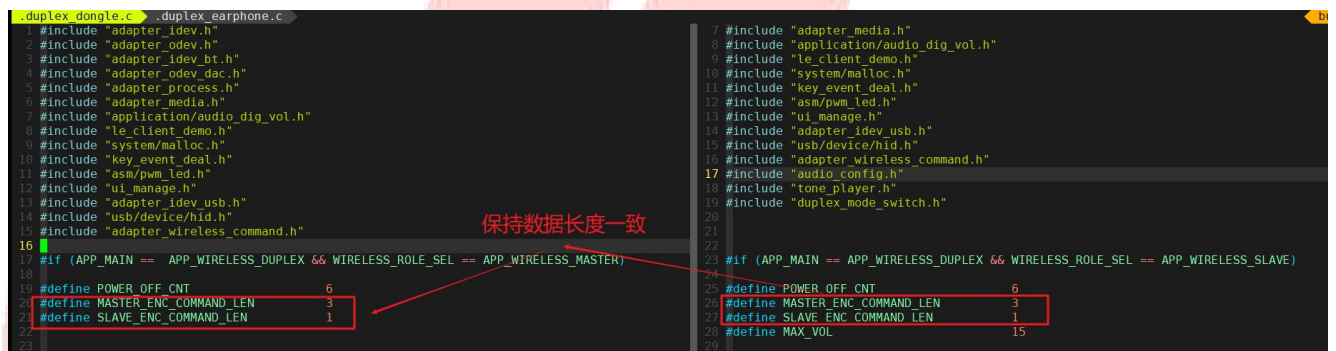 .duplex_dongle.c .duplex_earphone.c
1 #include "adapter_idev.h"
2 #include "adapter_odev.h"
3 #include "adapter_idev_bt.h"
4 #include "adapter_odev_dac.h"
5 #include "adapter_process.h"
6 #include "adapter_media.h"
7 #include "application/audio_dig_vol.h"
8 #include "le_client_demo.h"
9 #include "system/malloc.h"
10 #include "key_event_deal.h"
11 #include "asm/pwm_led.h"
12 #include "ui_manage.h"
13 #include "adapter_idev_usb.h"
14 #include "usb/device/hid.h"
15 #include "adapter_wireless_command.h"
16
17 #if (APP_MAIN == APP_WIRELESS_DUPLEX && WIRELESS_ROLE_SEL == APP_WIRELESS_MASTER)
18
19 #define POWER_OFF_CNT 6
20 #define MASTER_ENC_COMMAND_LEN 3
21 #define SLAVE_ENC_COMMAND_LEN 1
22
23
保持数据长度一致
bu
7 #include "adapter_media.h"
8 #include "application/audio_dig_vol.h"
9 #include "le_client_demo.h"
10 #include "system/malloc.h"
11 #include "key_event_deal.h"
12 #include "asm/pwm_led.h"
13 #include "ui_manage.h"
14 #include "adapter_idev_usb.h"
15 #include "usb/device/hid.h"
16 #include "adapter_wireless_command.h"
17 #include "audio_config.h"
18 #include "tone_player.h"
19 #include "duplex_mode_switch.h"
20
21
22
23 #if (APP_MAIN == APP_WIRELESS_DUPLEX && WIRELESS_ROLE_SEL == APP_WIRELESS_SLAVE)
24
25 #define POWER_OFF_CNT 6
26 #define MASTER_ENC_COMMAND_LEN 3
27 #define SLAVE_ENC_COMMAND_LEN 1
28 #define MAX_VOL 15
29